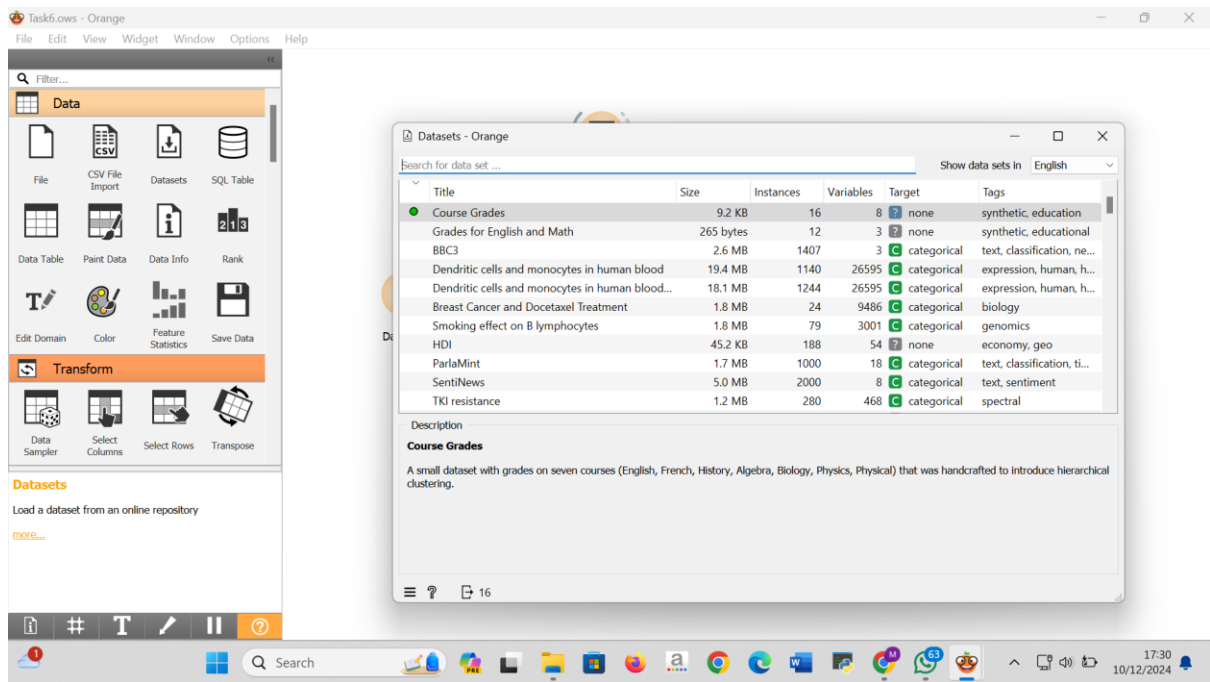 Task6.ows - Orange
File Edit View Widget Window Options Help
Filter...
Data
File
CSV
CSV File
Import
Datasets
SQL Table
Data Table
Paint Data
Data Info
213
Rank
T
Edit Domain
Color
Feature
Statistics
Save Data
Transform
Data
Sampler
Select
Columns
Select Rows
Transpose
Datasets
Load a dataset from an online repository
more...
Da
Datasets - Orange
Search for data set ...
Show data sets in English
Title Size Instances Variables Target Tags
Course Grades 9.2 KB 16 8 ? none synthetic, education
Grades for English and Math 265 bytes 12 3 ? none synthetic, educational
BBC3 2.6 MB 1407 3 C categorical text, classification, ne...
Dendritic cells and monocytes in human blood 19.4 MB 1140 26595 C categorical expression, human, h...
Dendritic cells and monocytes in human blood... 18.1 MB 1244 26595 C categorical expression, human, h...
Breast Cancer and Docetaxel Treatment 1.8 MB 24 9486 C categorical biology
Smoking effect on B lymphocytes 1.8 MB 79 3001 C categorical genomics
HDI 45.2 KB 188 54 ? none economy, geo
ParlaMint 1.7 MB 1000 18 C categorical text, classification, ti...
SentiNews 5.0 MB 2000 8 C categorical text, sentiment
TKI resistance 1.2 MB 280 468 C categorical spectral
Description
Course Grades
A small dataset with grades on seven courses (English, French, History, Algebra, Biology, Physics, Physical) that was handcrafted to introduce hierarchical
clustering.
? 16
# T ?
1
Search
PRE
a
W
M
63
17:30
10/12/2024